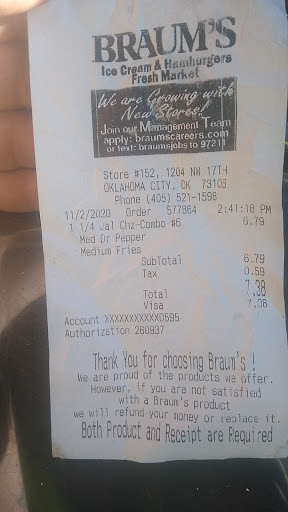 BRAUM'S
Ice Cream & Hamburgers
Fresh Market
We are Growing with
New Stores!
Join our Management Team
apply: braumscareers.com
or text: braumsjobs to 97211
Store #152, 1204 NW 17TH
OKLAHOMA CITY, OK 73106
Phone (405) 521-1598
11/2/2020 Order 577864 2:41:18 PM
1 1/4 Jal Chz-Combo #6 6.79
Med Dr Pepper
Medium Fries
SubTotal 6.79
Tax 0.59
Total 7.38
Visa 7.38
Account XXXXXXXXXXXX0595
Authorization 260937
Thank You for choosing Braum's !
We are proud of the products we offer.
However, if you are not satisfied
with a Braum's product
we will refund your money or replace it.
Both Product and Receipt are Required